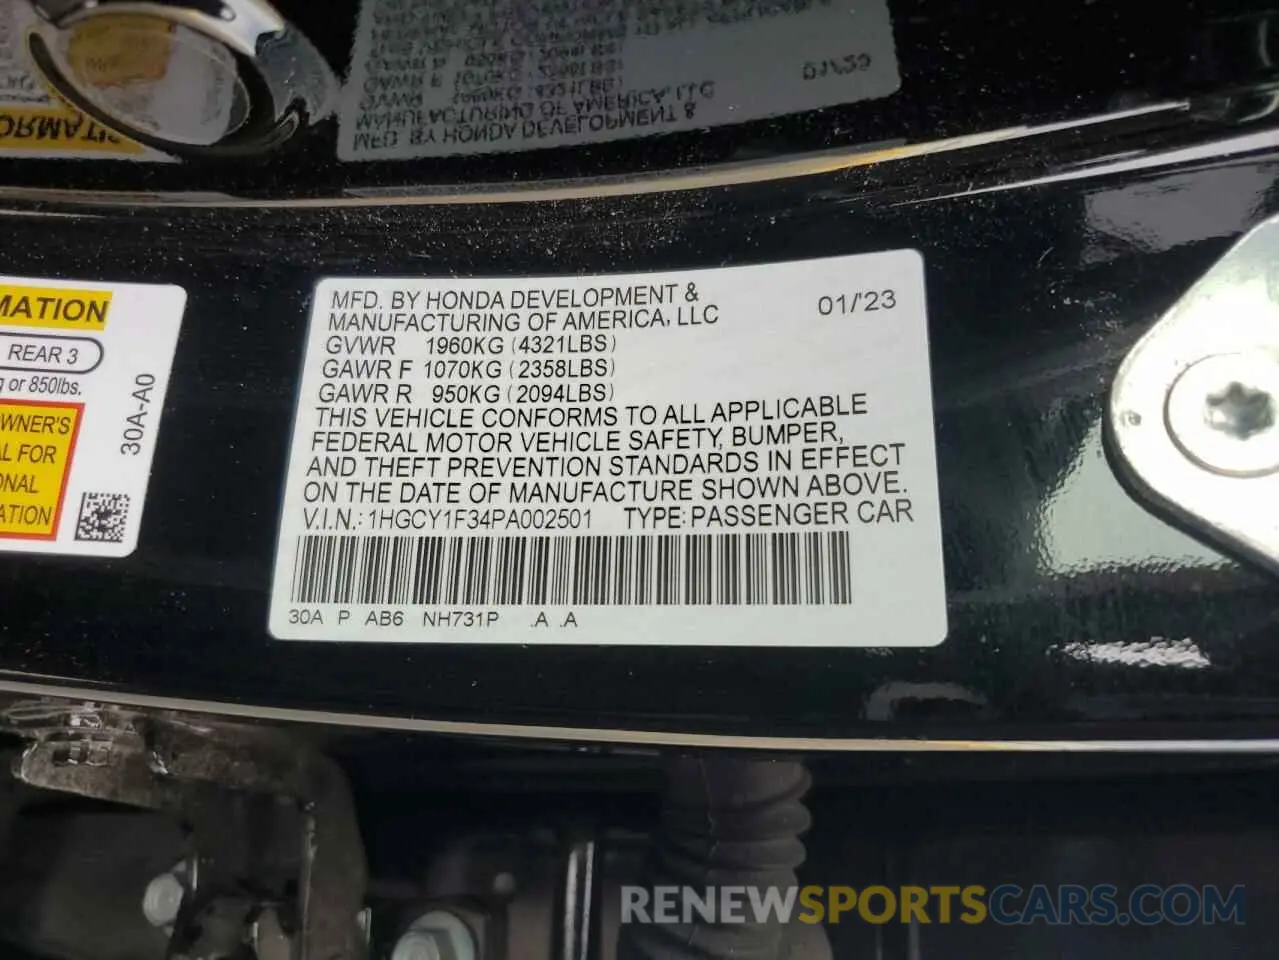 MFD. BY HONDA DEVELOPMENT &
MANUFACTURING OF AMERICA, LLC 01/'23
GVWR 1960KG (4321LBS)
GAWR F 1070KG (2358LBS)
GAWR R 950KG (2094LBS)
THIS VEHICLE CONFORMS TO ALL APPLICABLE
FEDERAL MOTOR VEHICLE SAFETY, BUMPER,
AND THEFT PREVENTION STANDARDS IN EFFECT
ON THE DATE OF MANUFACTURE SHOWN ABOVE.
V.I.N.: 1HGCY1F34PA002501 TYPE: PASSENGER CAR
30A P AB6 NH731P .A .A
MATION
REAR 3
or 850lbs.
WNER'S
L FOR
ONAL
ATION
30A-A0
RENEWSPORTSCARS.COM